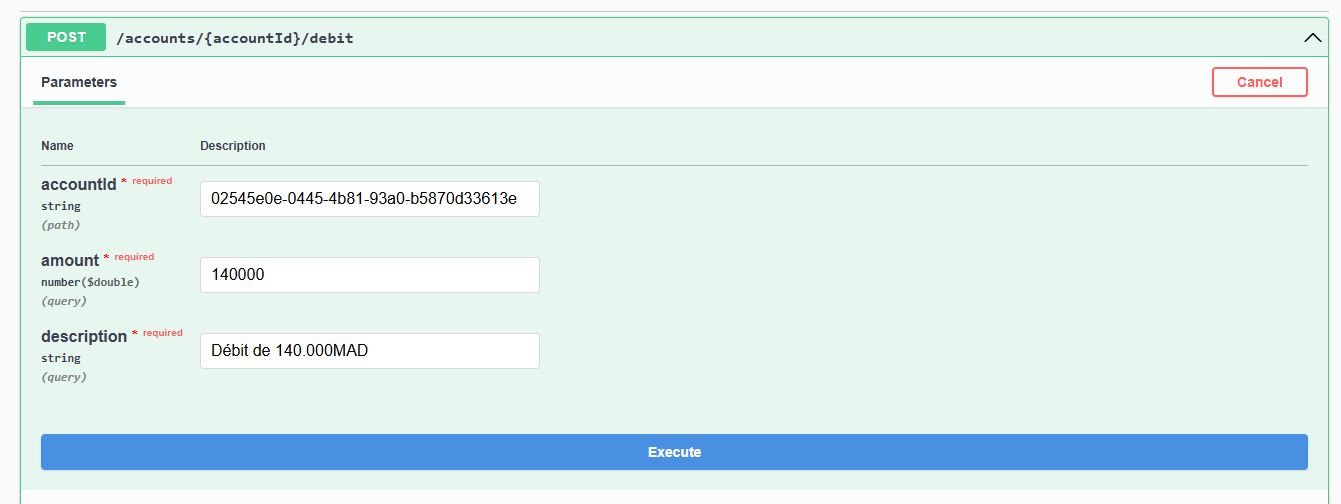 POST /accounts/{accountId}/debit
Parameters
Cancel
Name Description
accountId * required
string
(path)
02545e0e-0445-4b81-93a0-b5870d33613e
amount * required
number($double)
(query)
140000
description * required
string
(query)
Débit de 140.000MAD
Execute